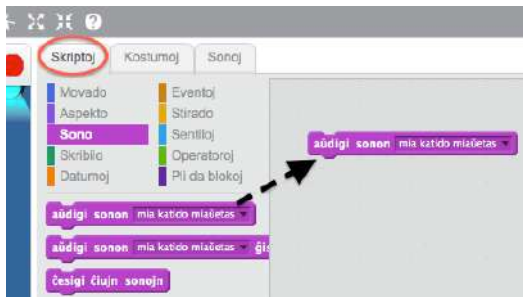 Skriptoj Kostumoj Sonoj
Movado Eventoj
Aspekto Stirado
Sono Sentiloj
Skribilo Operatoroj
Datumoj Pli da blokoj
aŭdigi sonon mia katido miaŭetas
aŭdigi sonon mia katido miaŭetas
aŭdigi sonon mia katido miaŭetas ĝis
ĉesigi ĉiujn sonojn